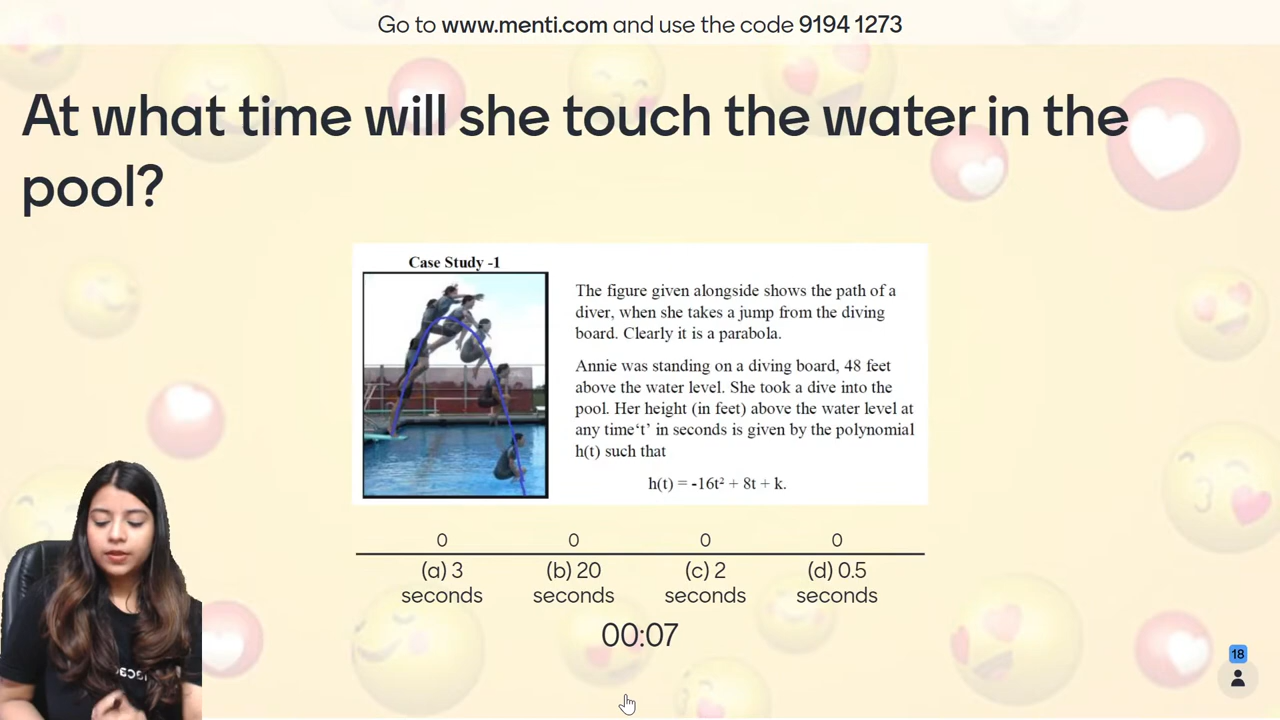 Go to www.menti.com and use the code 9194 1273
At what time will she touch the water in the
pool?
Case Study -1
The figure given alongside shows the path of a
diver, when she takes a jump from the diving
board. Clearly it is a parabola.
Annie was standing on a diving board, 48 feet
above the water level. She took a dive into the
pool. Her height (in feet) above the water level at
any time‘t’ in seconds is given by the polynomial
h(t) such that
h(t) = -16t² + 8t + k.
0 0 0 0
(a) 3 (b) 20 (c) 2 (d) 0.5
seconds seconds seconds seconds
00:07
18